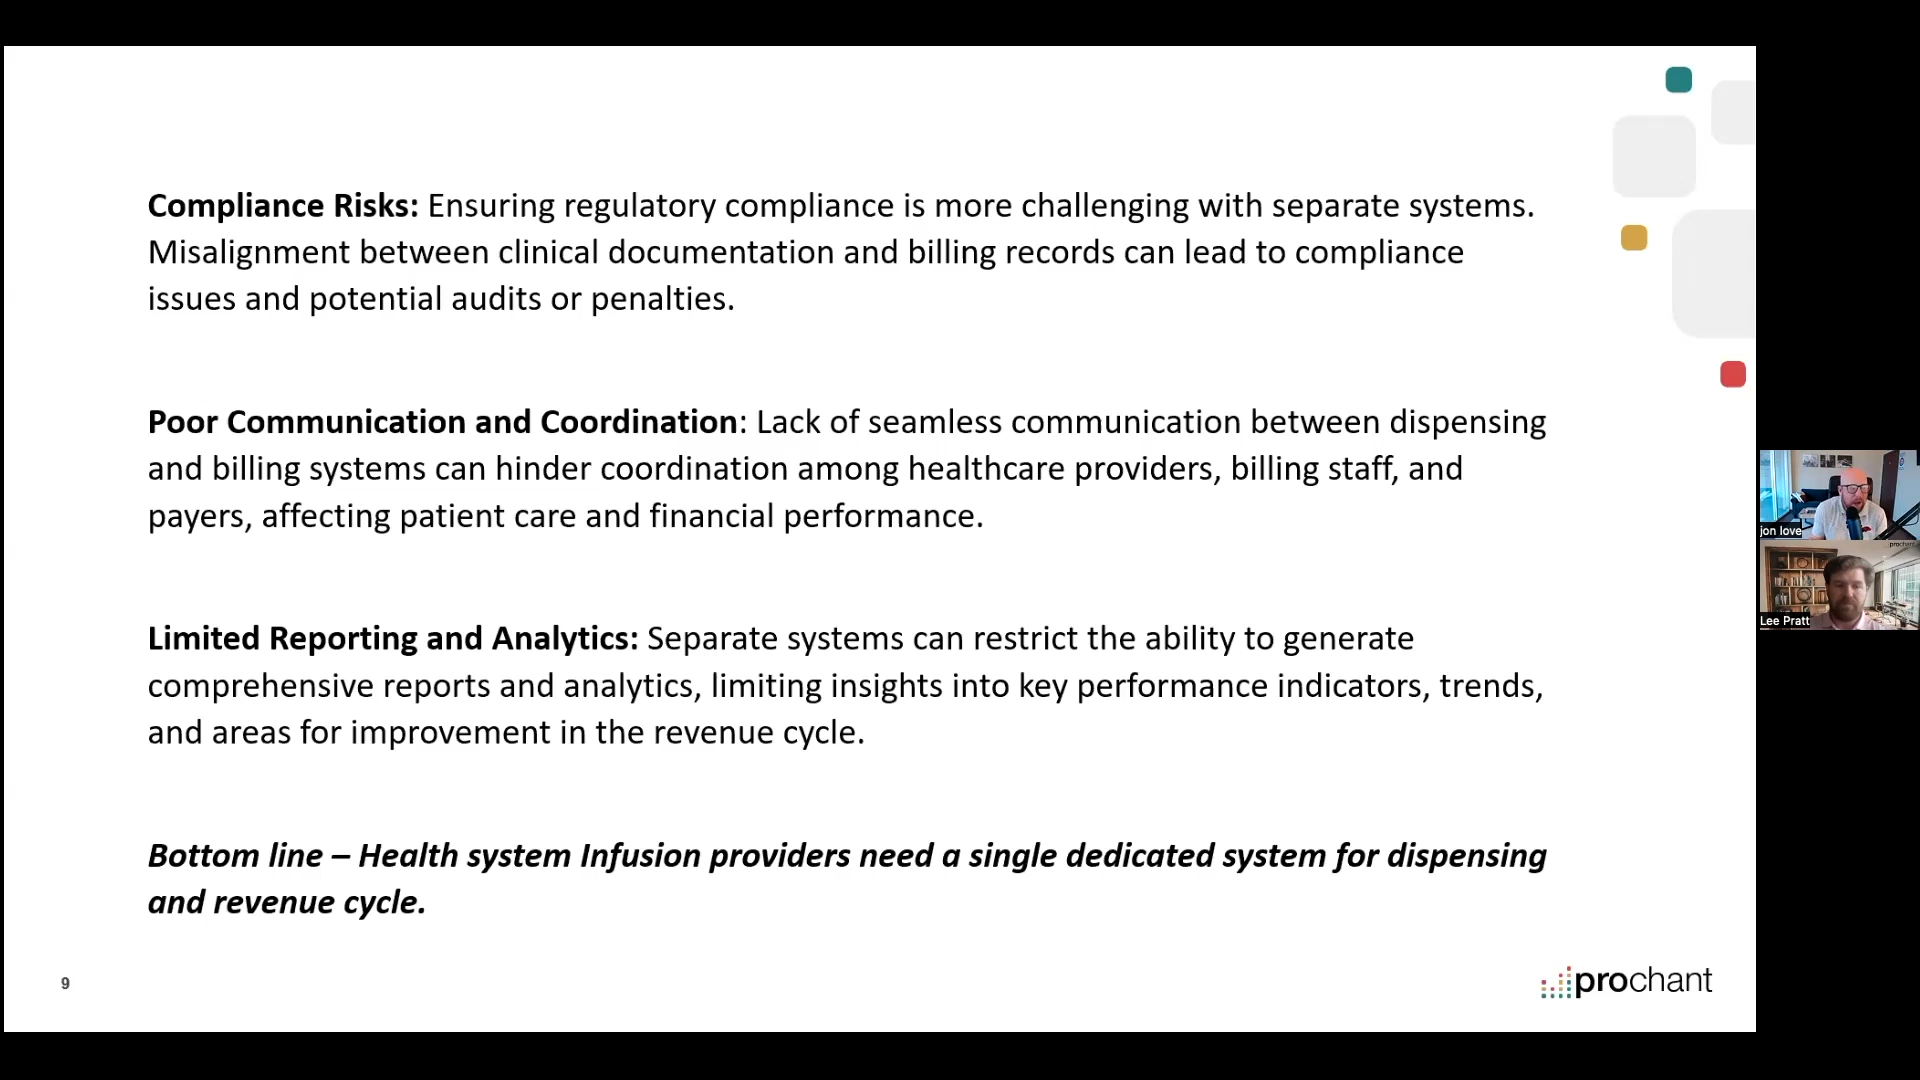 Compliance Risks: Ensuring regulatory compliance is more challenging with separate systems.
Misalignment between clinical documentation and billing records can lead to compliance
issues and potential audits or penalties.
Poor Communication and Coordination: Lack of seamless communication between dispensing
and billing systems can hinder coordination among healthcare providers, billing staff, and
payers, affecting patient care and financial performance.
Limited Reporting and Analytics: Separate systems can restrict the ability to generate
comprehensive reports and analytics, limiting insights into key performance indicators, trends,
and areas for improvement in the revenue cycle.
Bottom line – Health system Infusion providers need a single dedicated system for dispensing
and revenue cycle.
9
prochant
jon love
prochant
Lee Pratt